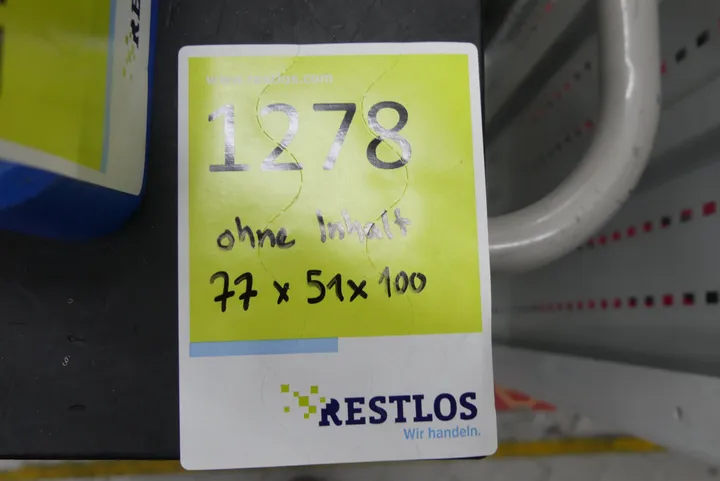 1278
ohne Inhalt
77 x 51 x 100
RESTLOS
Wir handeln.